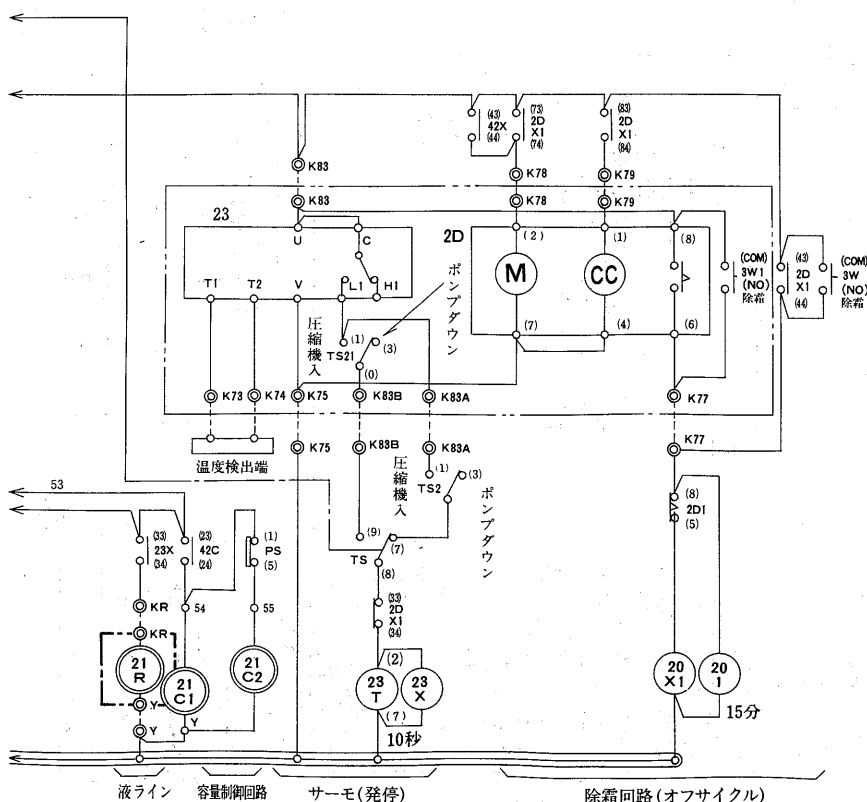 (43)
42X
(44)
(73)
2D
X1
(74)
(83)
2D
X1
(84)
K83
K78
K79
K83
K78
K79
23
2D
U
C
(2)
(1)
(8)
(COM)
3W1
(NO)
除霜
(43)
2D
X1
(44)
(COM)
3W
(NO)
除霜
M
CC
T1
T2
V
L1
H1
(7)
(4)
(6)
圧縮機入
(1)
TS21
(3)
(0)
ポンプダウン
K73
K74
K75
K83B
K83A
K77
温度検出端
K75
K83B
K83A
K77
圧縮機入
(1)
TS2
(3)
ポンプダウン
53
(33)
23X
(34)
(23)
42C
(24)
(1)
PS
(5)
(9)
TS
(7)
(8)
(8)
2D1
(5)
KR
54
55
(33)
2D
X1
(34)
KR
21
R
21
C1
21
C2
(2)
23
T
23
X
(7)
10秒
20
X1
20
1
15分
Y
Y
Y
液ライン
容量制御回路
サーモ(発停)
除霜回路(オフサイクル)